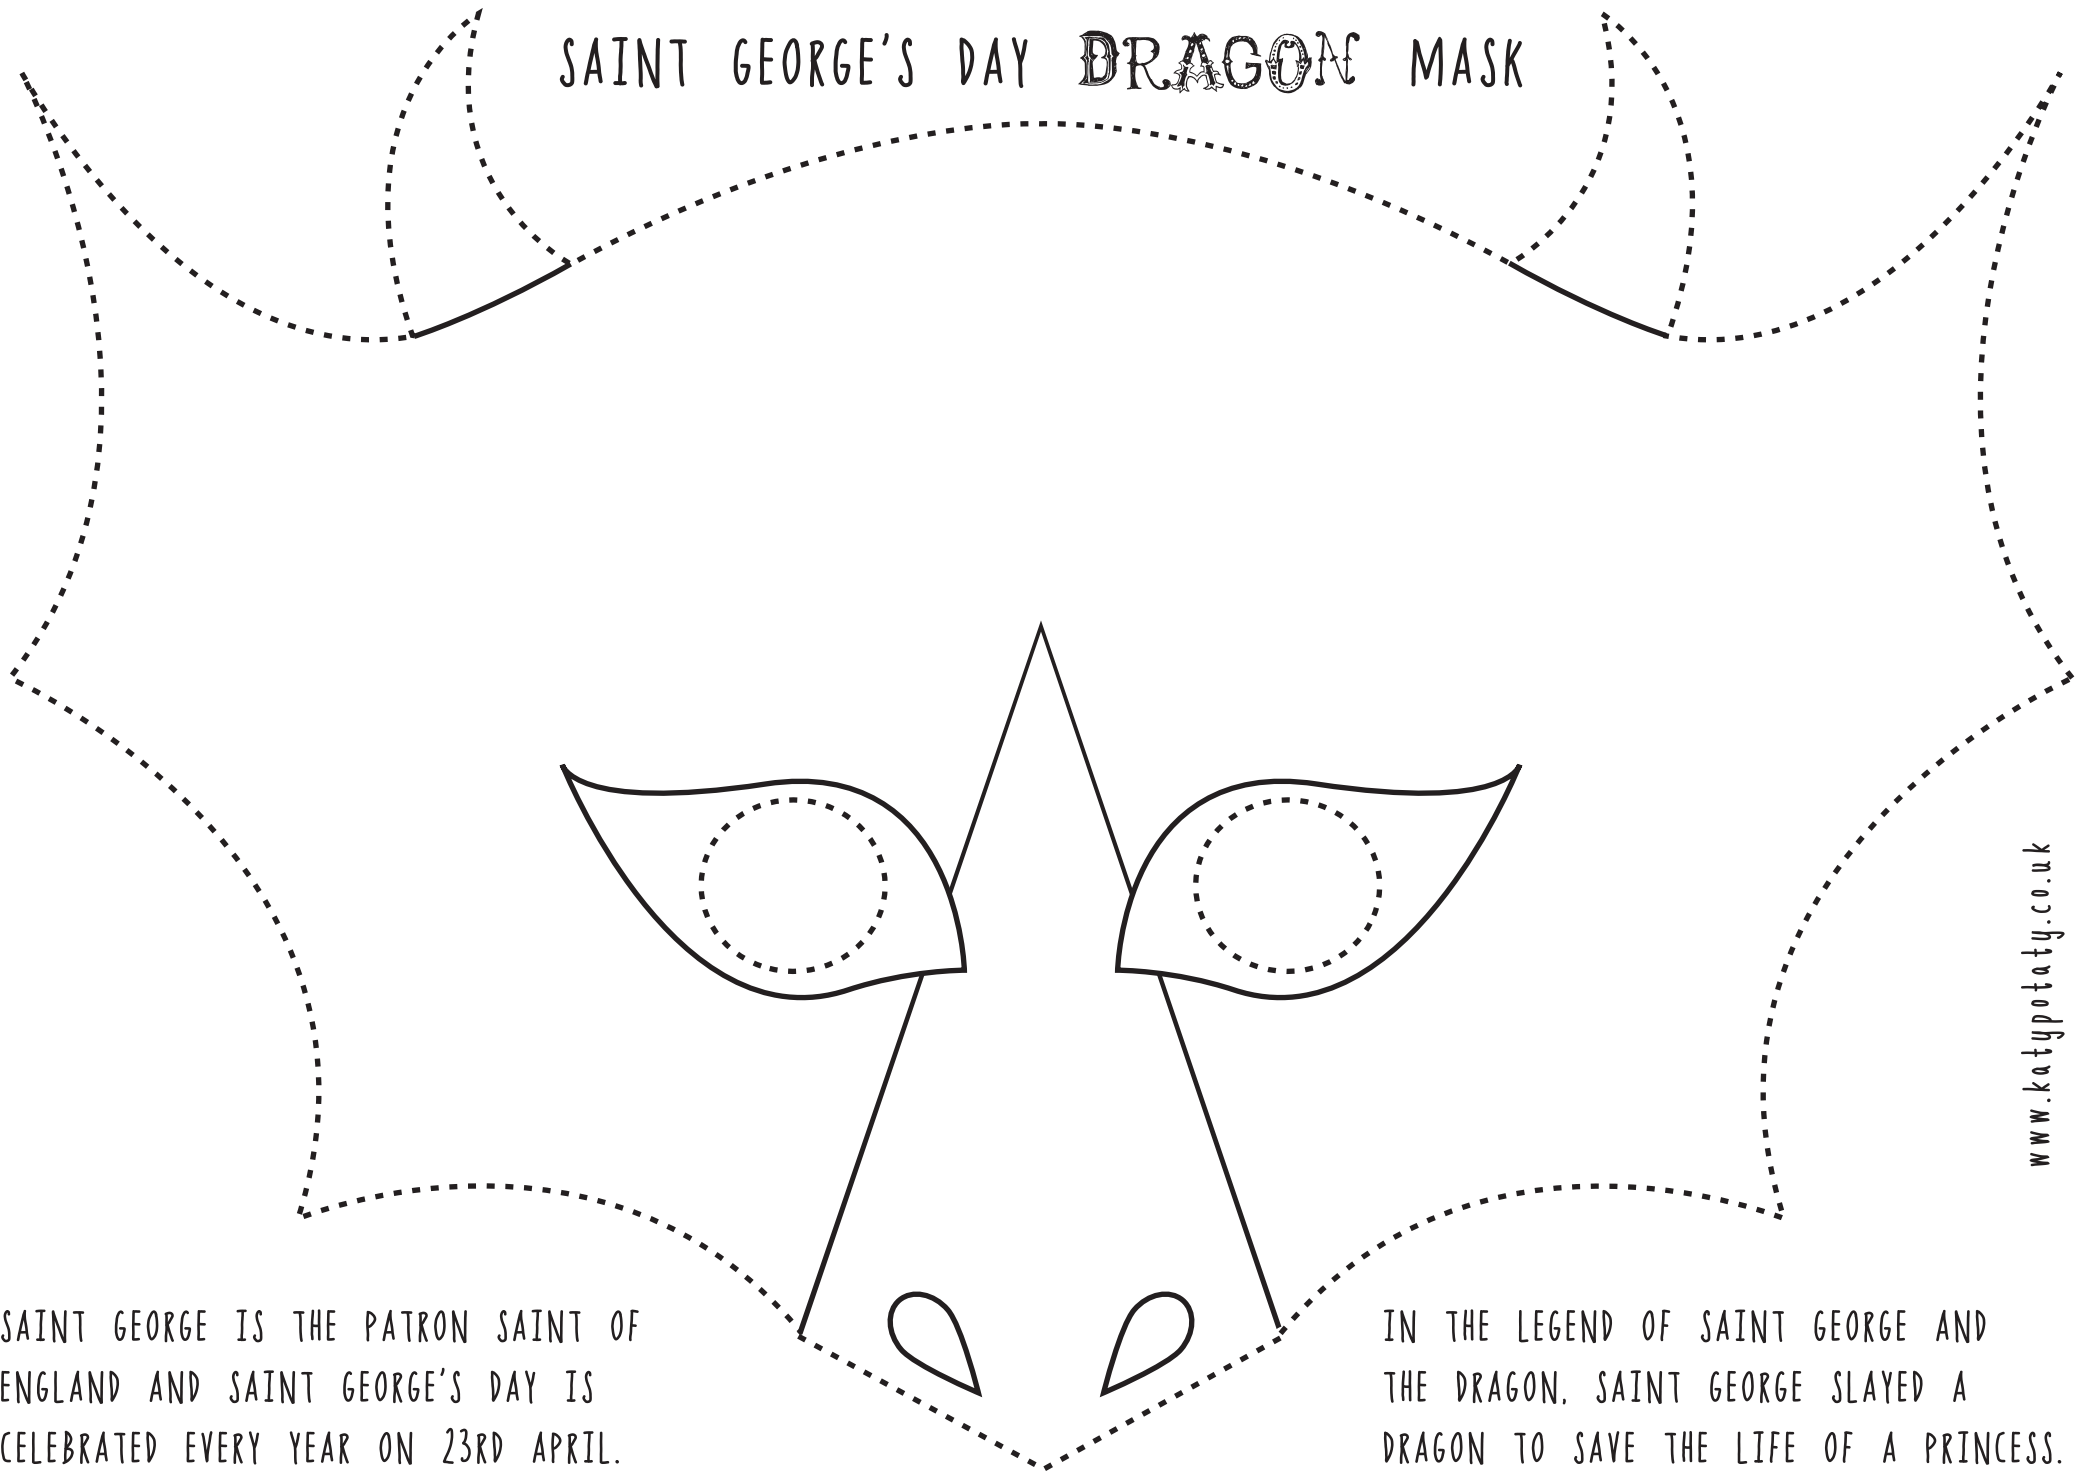 SAINT GEORGE'S DAY DRAGON MASK
www.katypotaty.co.uk
SAINT GEORGE IS THE PATRON SAINT OF
ENGLAND AND SAINT GEORGE'S DAY IS
CELEBRATED EVERY YEAR ON 23RD APRIL.
IN THE LEGEND OF SAINT GEORGE AND
THE DRAGON, SAINT GEORGE SLAYED A
DRAGON TO SAVE THE LIFE OF A PRINCESS.